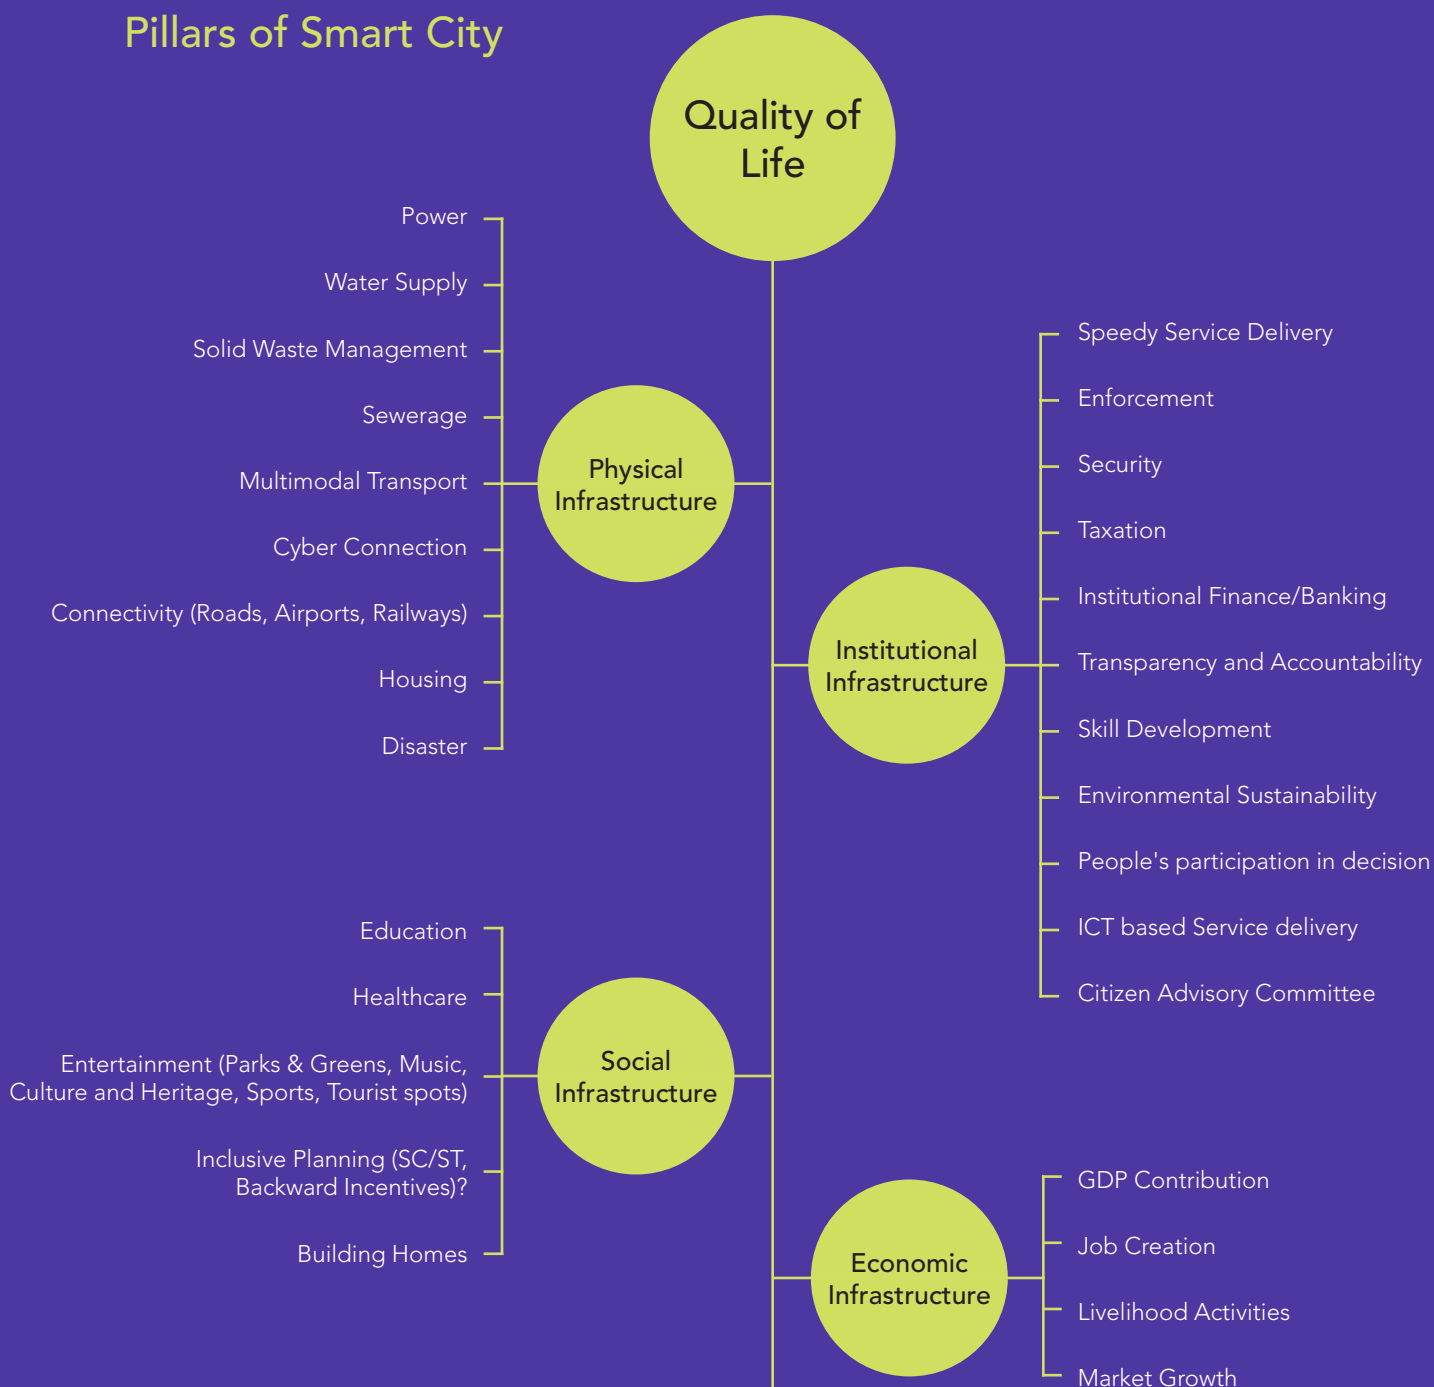 Pillars of Smart City
Quality of
Life
Power
Water Supply
Solid Waste Management
Sewerage
Multimodal Transport
Cyber Connection
Connectivity (Roads, Airports, Railways)
Housing
Disaster
Physical
Infrastructure
Speedy Service Delivery
Enforcement
Security
Taxation
Institutional Finance/Banking
Transparency and Accountability
Skill Development
Environmental Sustainability
People's participation in decision
ICT based Service delivery
Citizen Advisory Committee
Institutional
Infrastructure
Education
Healthcare
Entertainment (Parks & Greens, Music,
Culture and Heritage, Sports, Tourist spots)
Inclusive Planning (SC/ST,
Backward Incentives)?
Building Homes
Social
Infrastructure
Economic
Infrastructure
GDP Contribution
Job Creation
Livelihood Activities
Market Growth